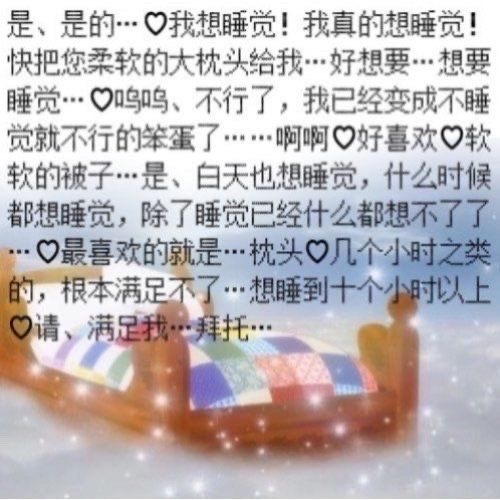 是、是的…♡我想睡觉！我真的想睡觉！
快把您柔软的大枕头给我…好想要…想要
睡觉…♡呜呜、不行了，我已经变成不睡
觉就不行的笨蛋了……啊啊♡好喜欢♡软
软的被子…是、白天也想睡觉，什么时候
都想睡觉，除了睡觉已经什么都想不了了
…♡最喜欢的就是…枕头♡几个小时之类
的，根本满足不了…想睡到十个小时以上
♡请、满足我…拜托…